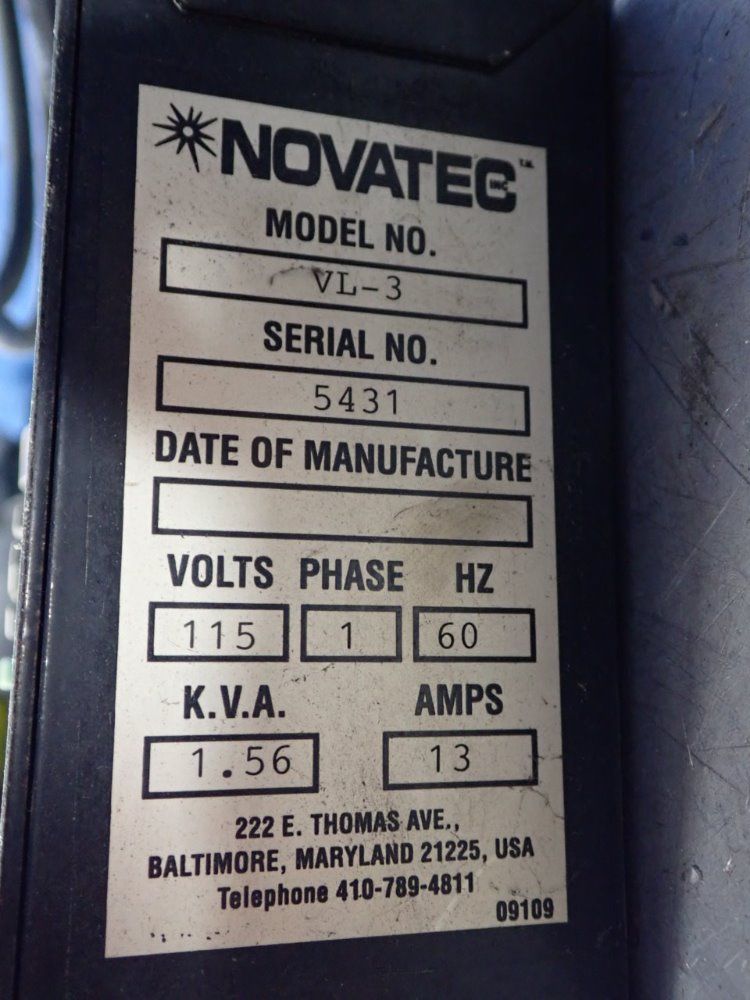 NOVATEC INC. T.M.
MODEL NO.
VL-3
SERIAL NO.
5431
DATE OF MANUFACTURE
VOLTS PHASE HZ
115 1 60
K.V.A. AMPS
1.56 13
222 E. THOMAS AVE.,
BALTIMORE, MARYLAND 21225, USA
Telephone 410-789-4811
09109